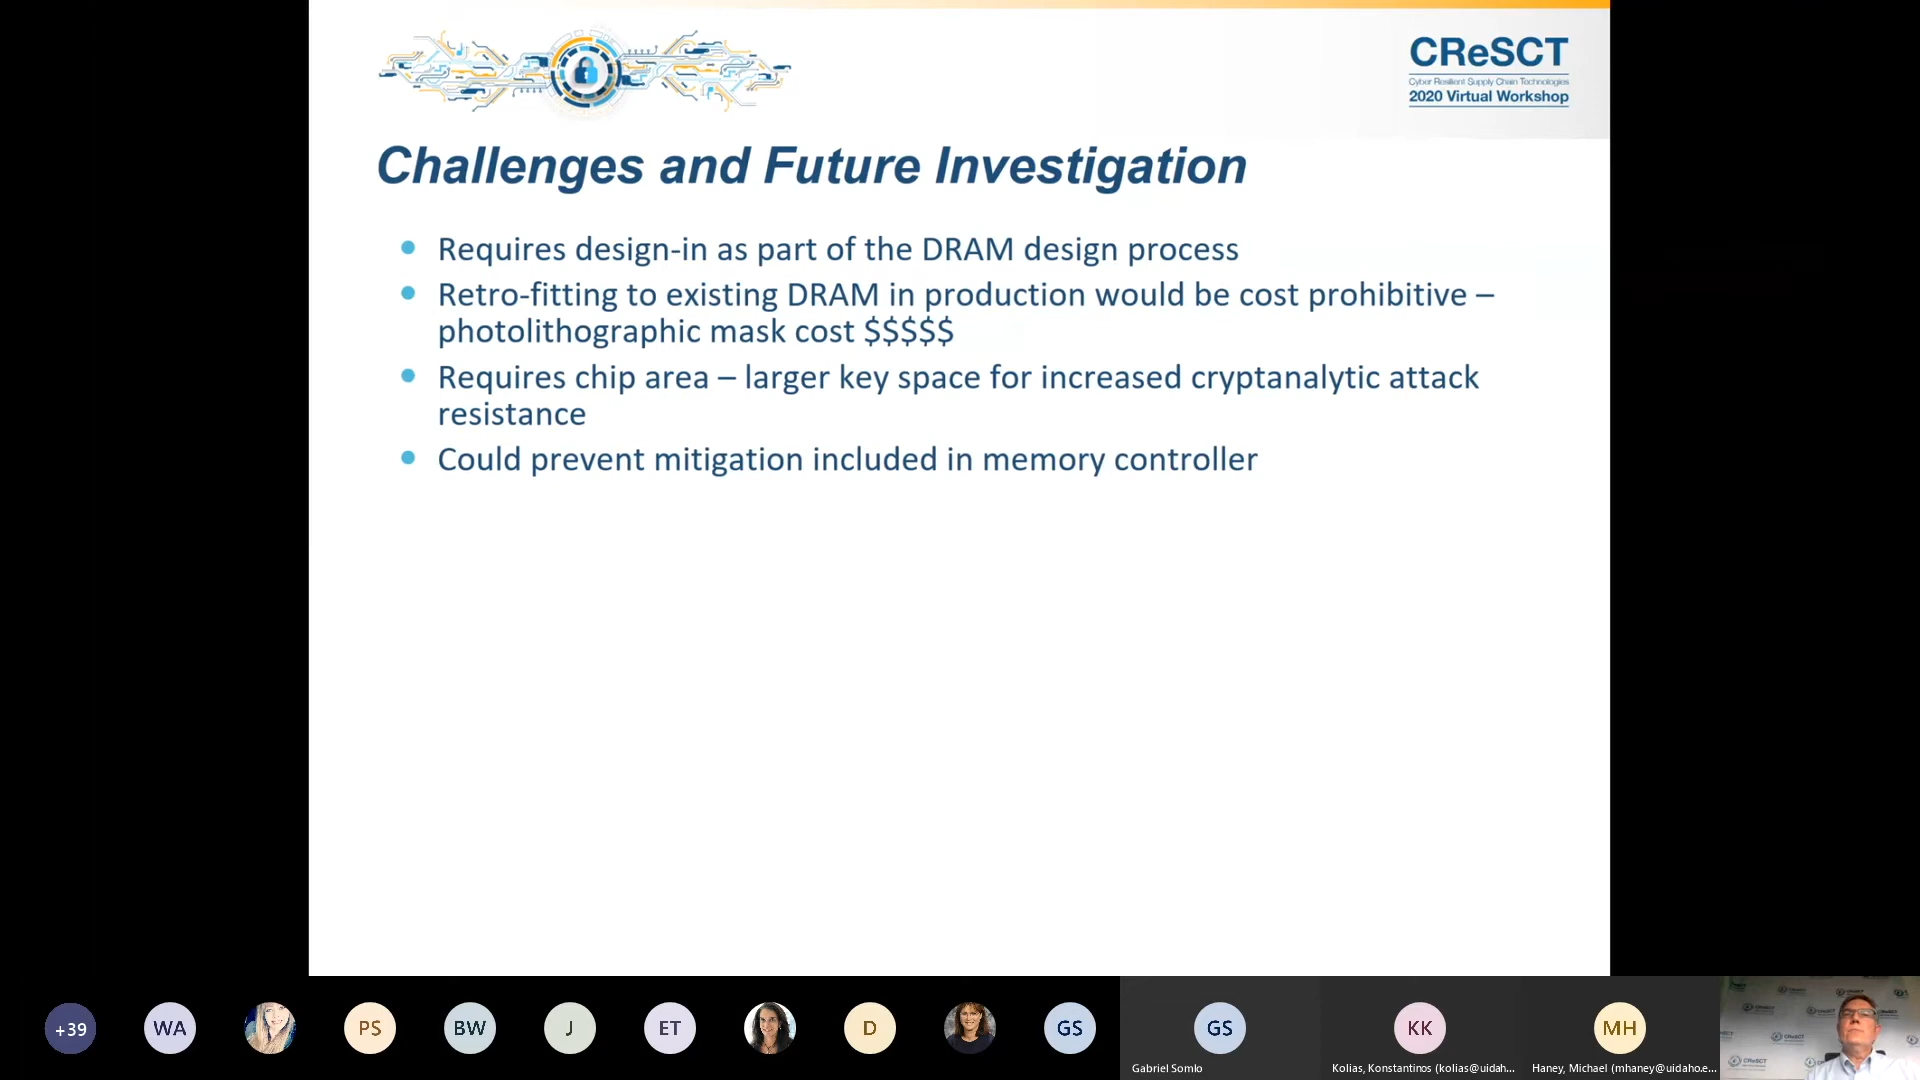 CReSCT
Cyber Resilient Supply Chain Technologies
2020 Virtual Workshop
Challenges and Future Investigation
Requires design-in as part of the DRAM design process
Retro-fitting to existing DRAM in production would be cost prohibitive –
photolithographic mask cost $$$$$
Requires chip area – larger key space for increased cryptanalytic attack
resistance
Could prevent mitigation included in memory controller
+39
WA
PS
BW
J
ET
D
GS
GS
KK
MH
Gabriel Somlo
Kolias, Konstantinos (kolias@uidah...
Haney, Michael (mhaney@uidaho.e...
CReSCT